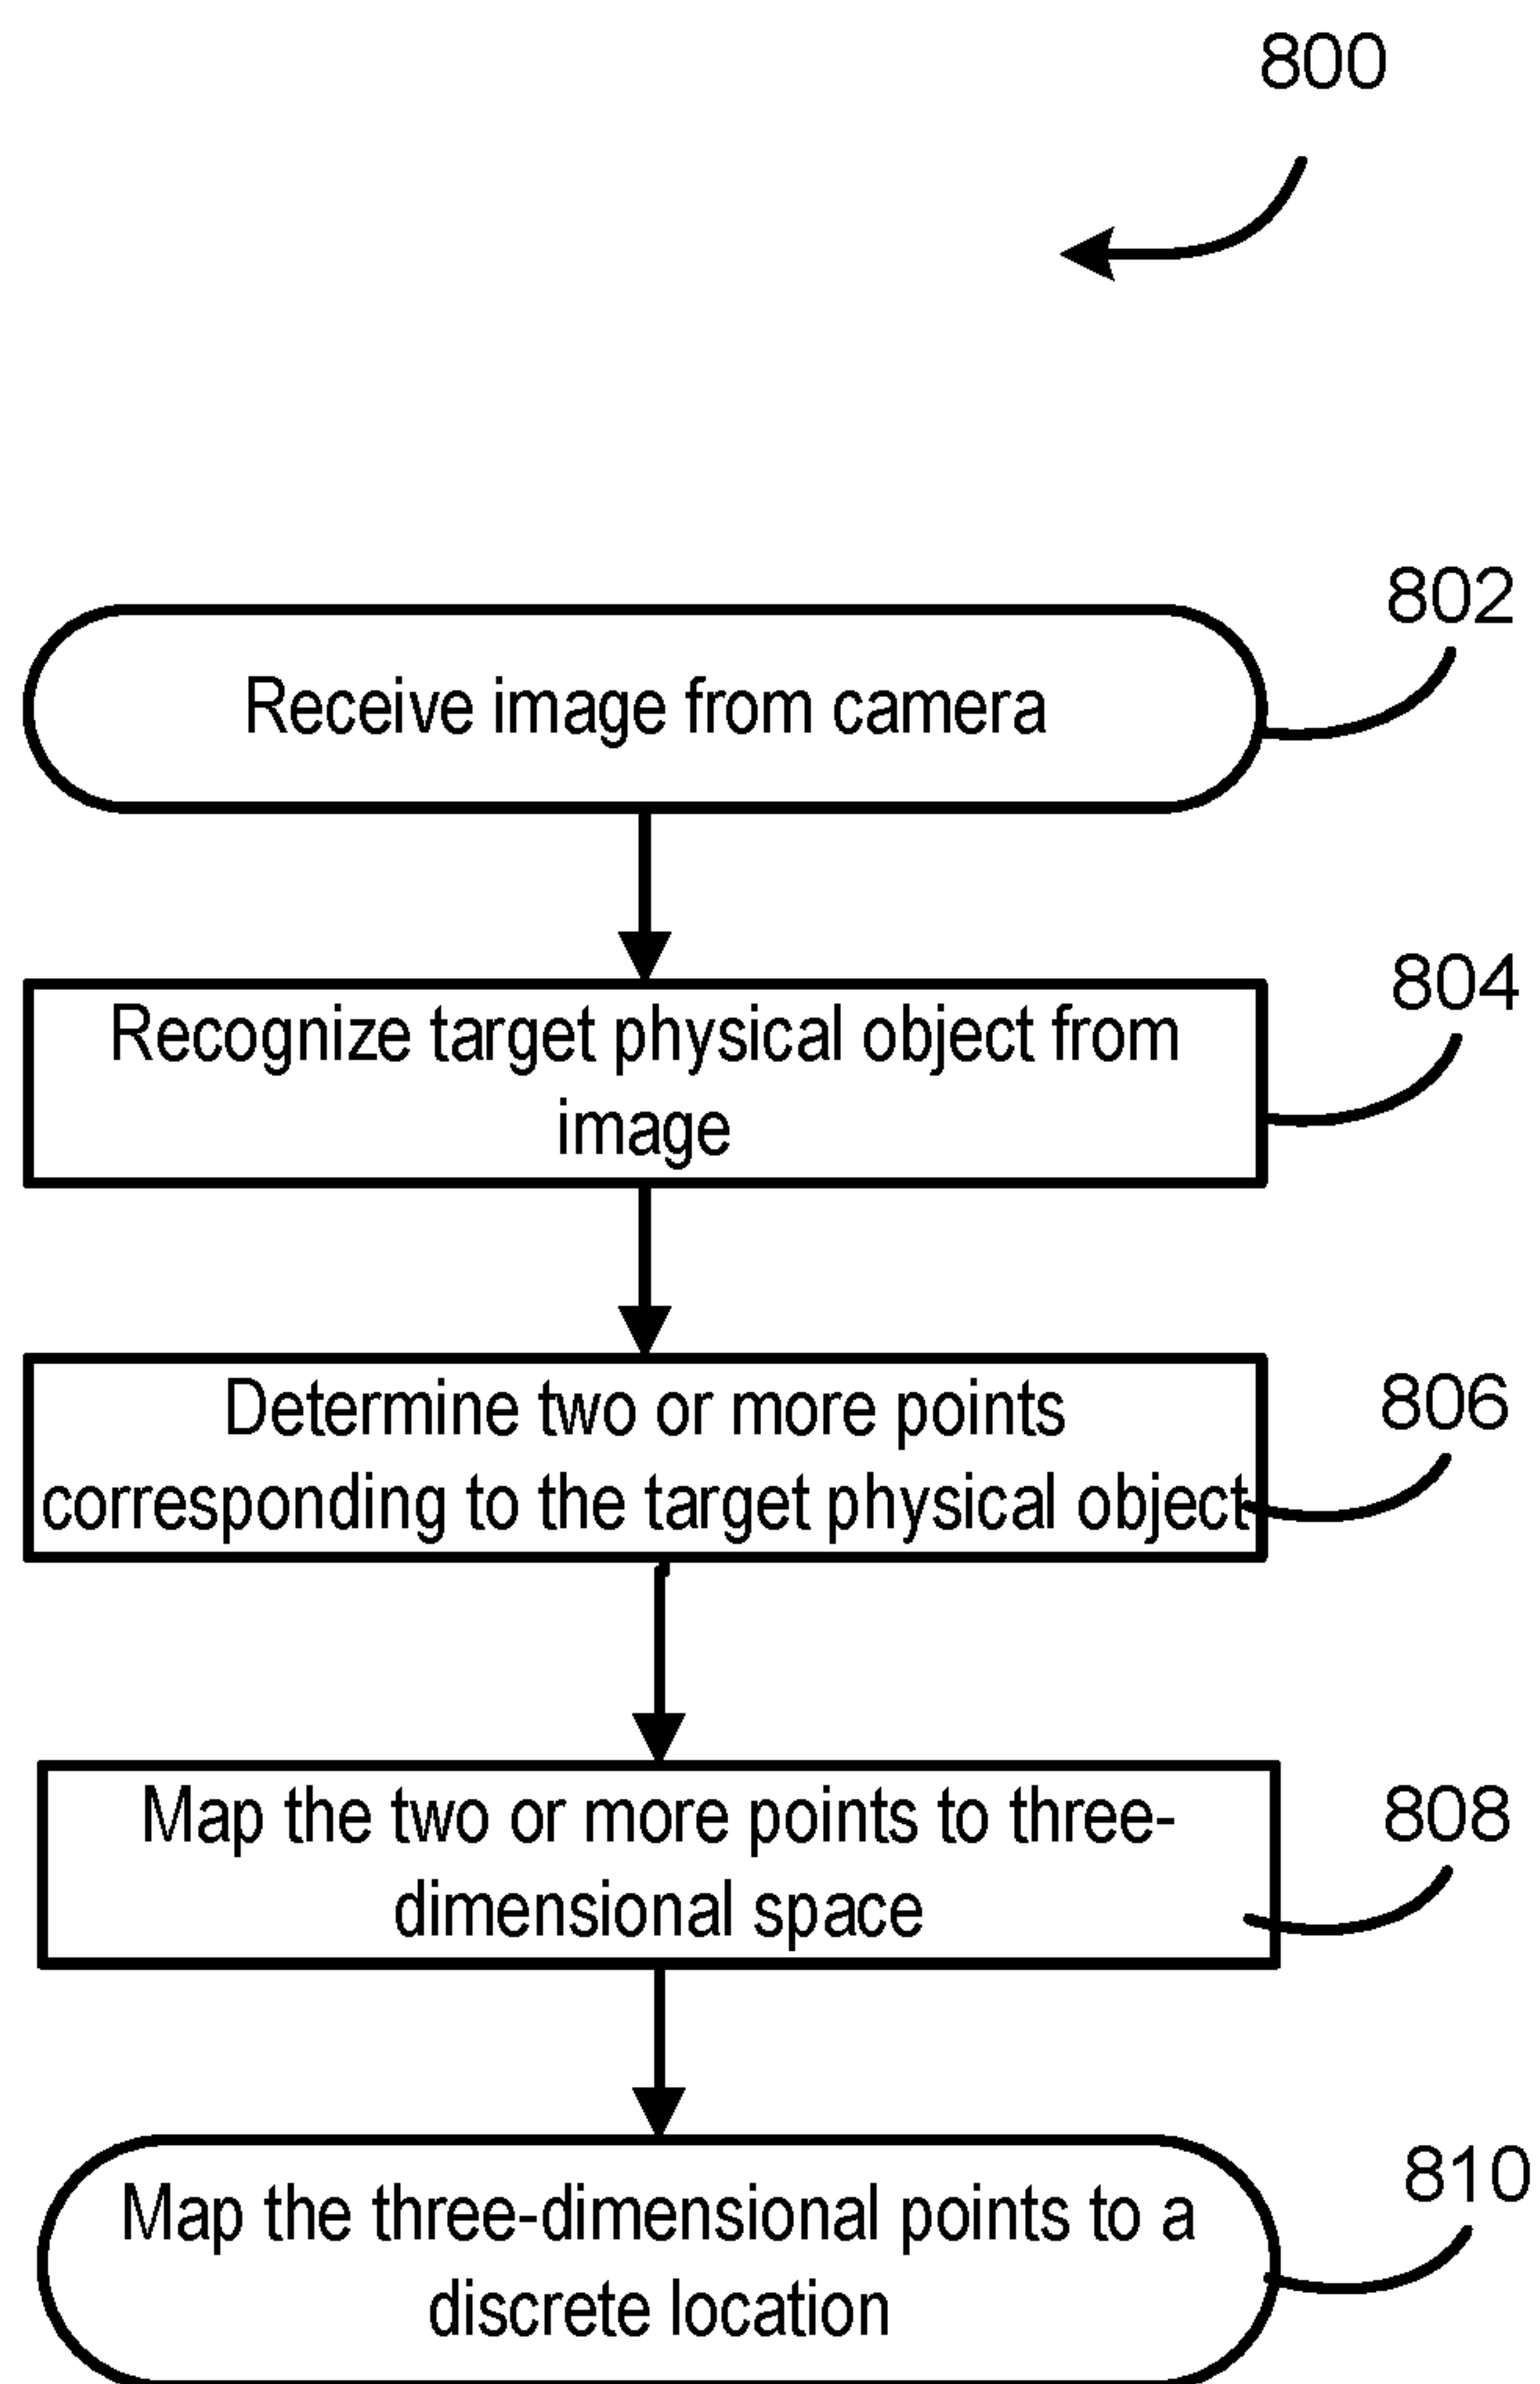 800
802
Receive image from camera
804
Recognize target physical object from
image
806
Determine two or more points
corresponding to the target physical object
808
Map the two or more points to three-
dimensional space
810
Map the three-dimensional points to a
discrete location